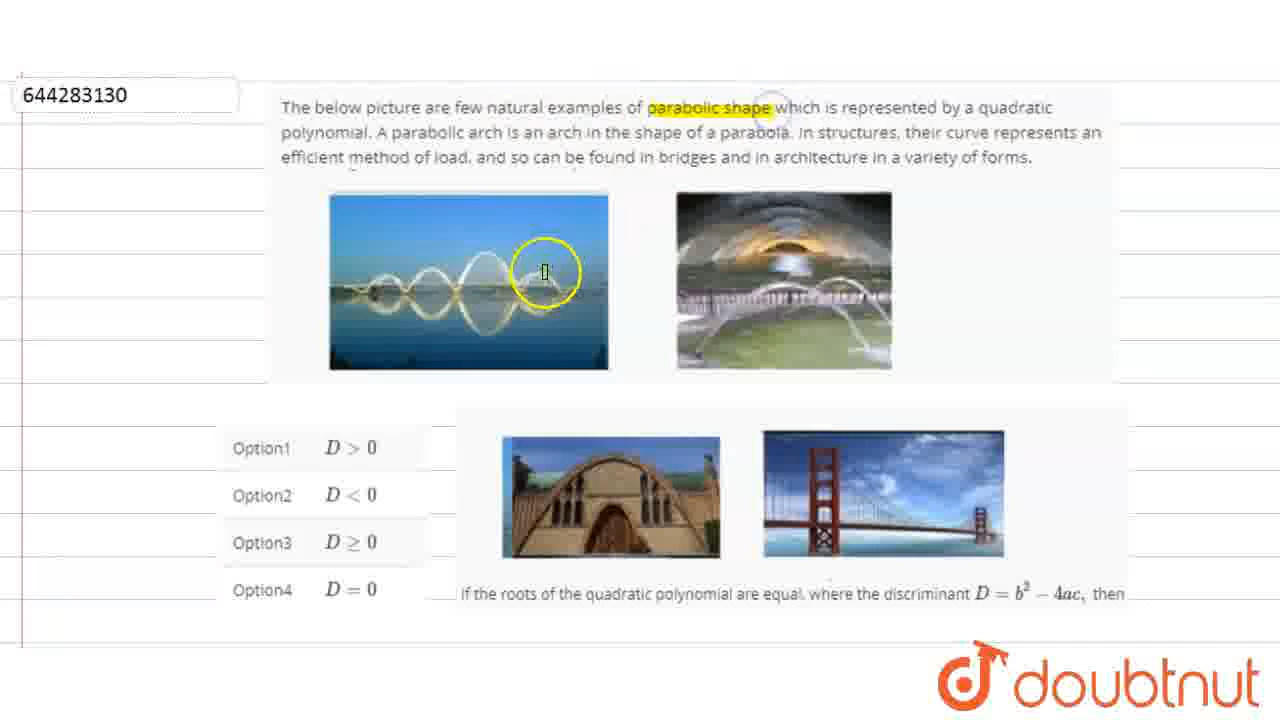 644283130
The below picture are few natural examples of parabolic shape which is represented by a quadratic
polynomial. A parabolic arch is an arch in the shape of a parabola. In structures, their curve represents an
efficient method of load, and so can be found in bridges and in architecture in a variety of forms.
Option1 D > 0
Option2 D < 0
Option3 D ≥ 0
Option4 D = 0
If the roots of the quadratic polynomial are equal, where the discriminant D = b² − 4ac, then
doubtnut